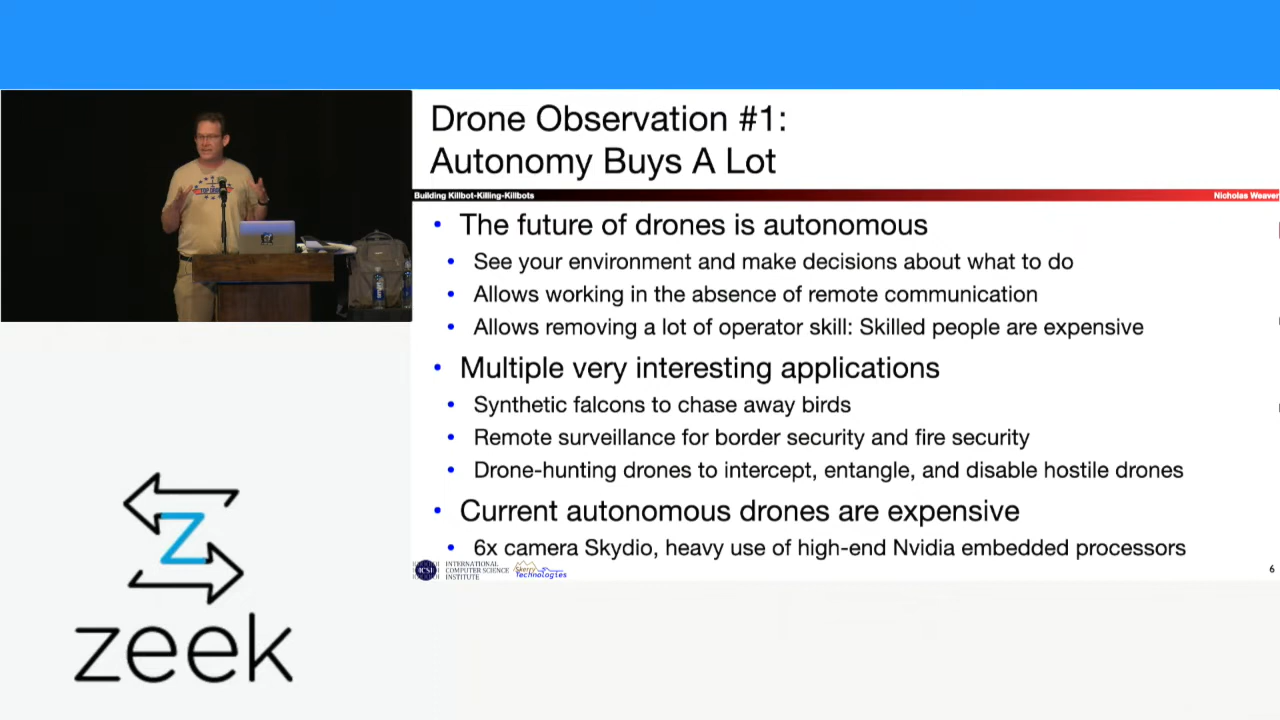 Drone Observation #1:
Autonomy Buys A Lot
Building Killbot-Killing-Killbots
Nicholas Weaver
• The future of drones is autonomous
• See your environment and make decisions about what to do
• Allows working in the absence of remote communication
• Allows removing a lot of operator skill: Skilled people are expensive
• Multiple very interesting applications
• Synthetic falcons to chase away birds
• Remote surveillance for border security and fire security
• Drone-hunting drones to intercept, entangle, and disable hostile drones
• Current autonomous drones are expensive
• 6x camera Skydio, heavy use of high-end Nvidia embedded processors
ICSI
INTERNATIONAL
COMPUTER SCIENCE
INSTITUTE
Skerry
Technologies
6
Z
zeek